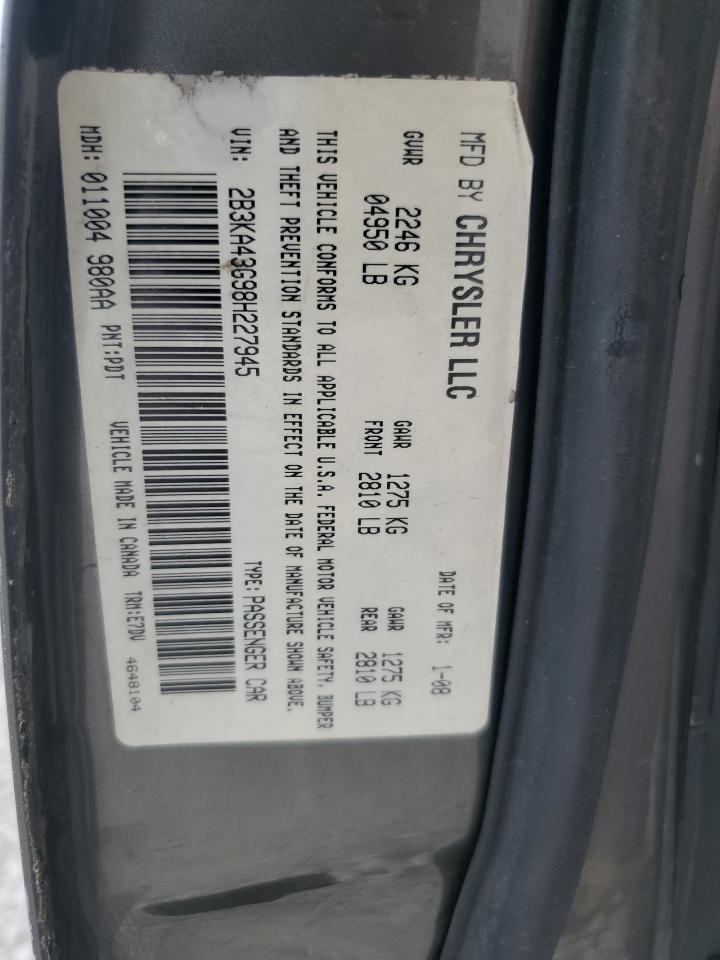 MFD BY CHRYSLER LLC
DATE OF MFR: 1-08
GVWR 2246 KG
04950 LB
GAWR 1275 KG
FRONT 2810 LB
GAWR 1275 KG
REAR 2810 LB
THIS VEHICLE CONFORMS TO ALL APPLICABLE U.S.A. FEDERAL MOTOR VEHICLE SAFETY, BUMPER
AND THEFT PREVENTION STANDARDS IN EFFECT ON THE DATE OF MANUFACTURE SHOWN ABOVE.
VIN: 2B3KA43G98H227945
TYPE: PASSENGER CAR
MDH: 011004 980AA
PNT:PDT
VEHICLE MADE IN CANADA
TRM:E7DV
4648104